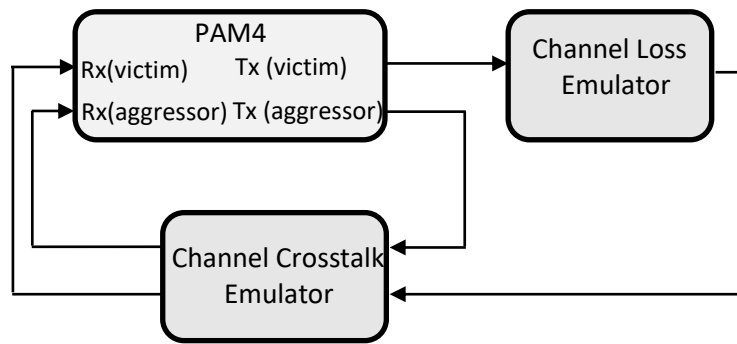 PAM4
Rx(victim) Tx (victim)
Rx(aggressor) Tx (aggressor)
Channel Loss
Emulator
Channel Crosstalk
Emulator